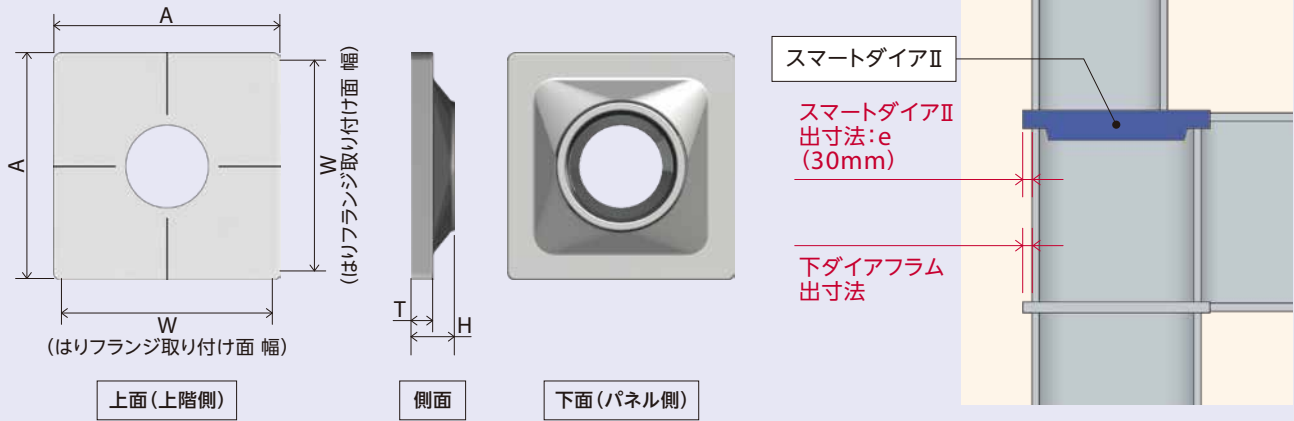 A
A
W
(はりフランジ取り付け面 幅)
W
(はりフランジ取り付け面 幅)
上面(上階側)
T
H
側面
下面(パネル側)
スマートダイアⅡ
スマートダイアⅡ
出寸法:e
(30mm)
下ダイアフラム
出寸法